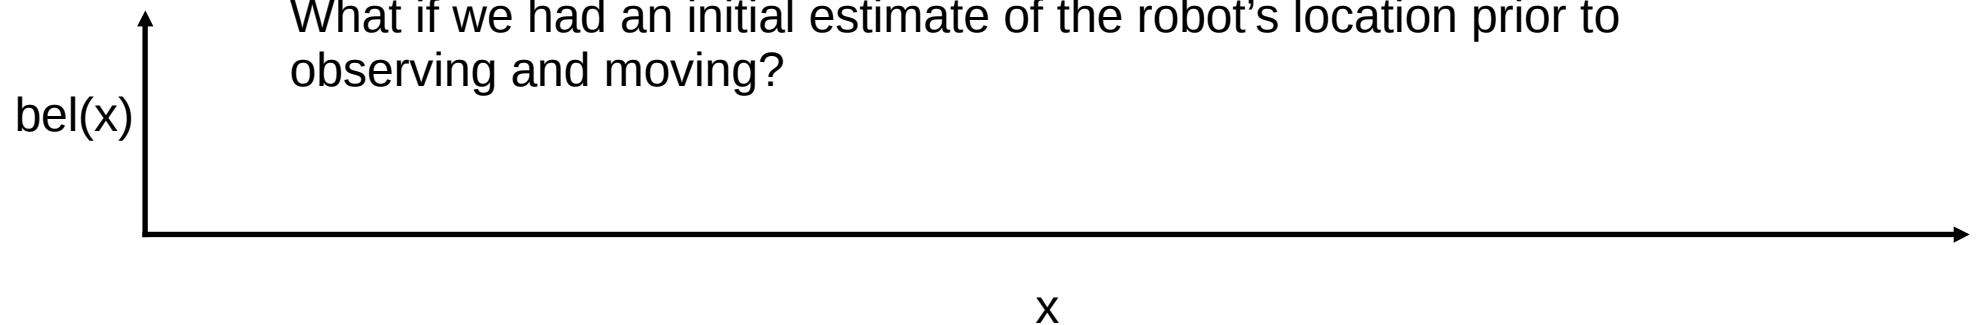 What if we had an initial estimate of the robot’s location prior to
observing and moving?
bel(x)
x